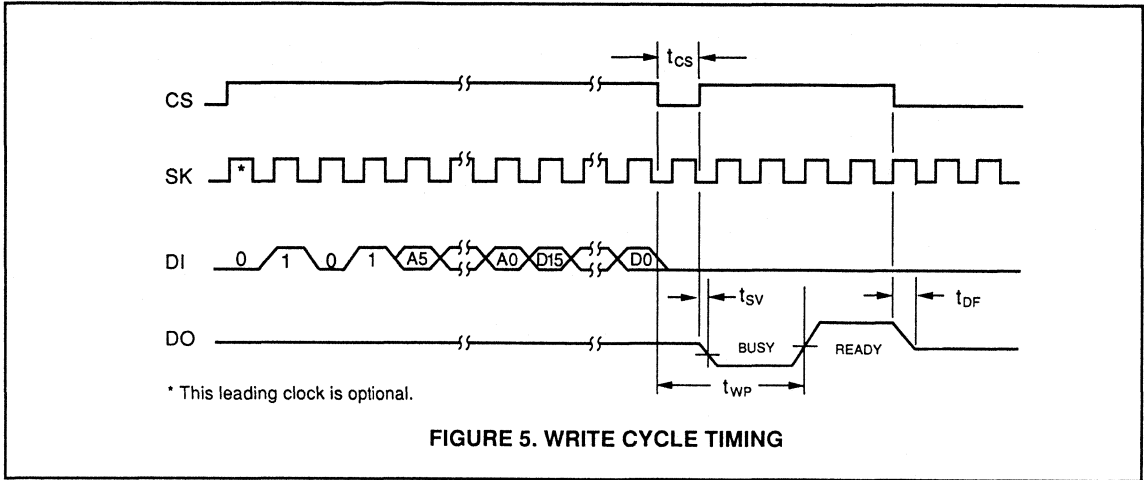 tCS
CS
SK *
DI 0 1 0 1 A5 A0 D15 D0
tSV tDF
DO BUSY READY
tWP
* This leading clock is optional.
FIGURE 5. WRITE CYCLE TIMING